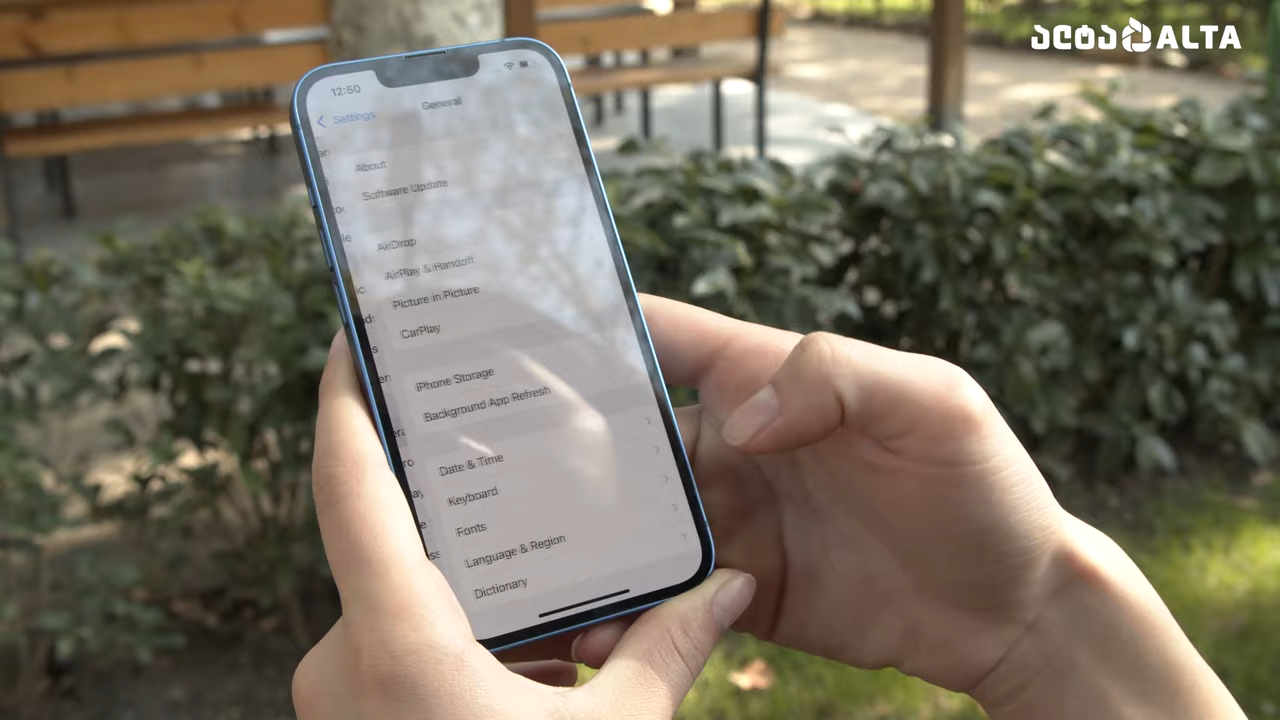 ალტა ALTA
12:50
Settings
General
About
Software Update
AirDrop
AirPlay & Handoff
Picture in Picture
CarPlay
iPhone Storage
Background App Refresh
Date & Time
Keyboard
Fonts
Language & Region
Dictionary